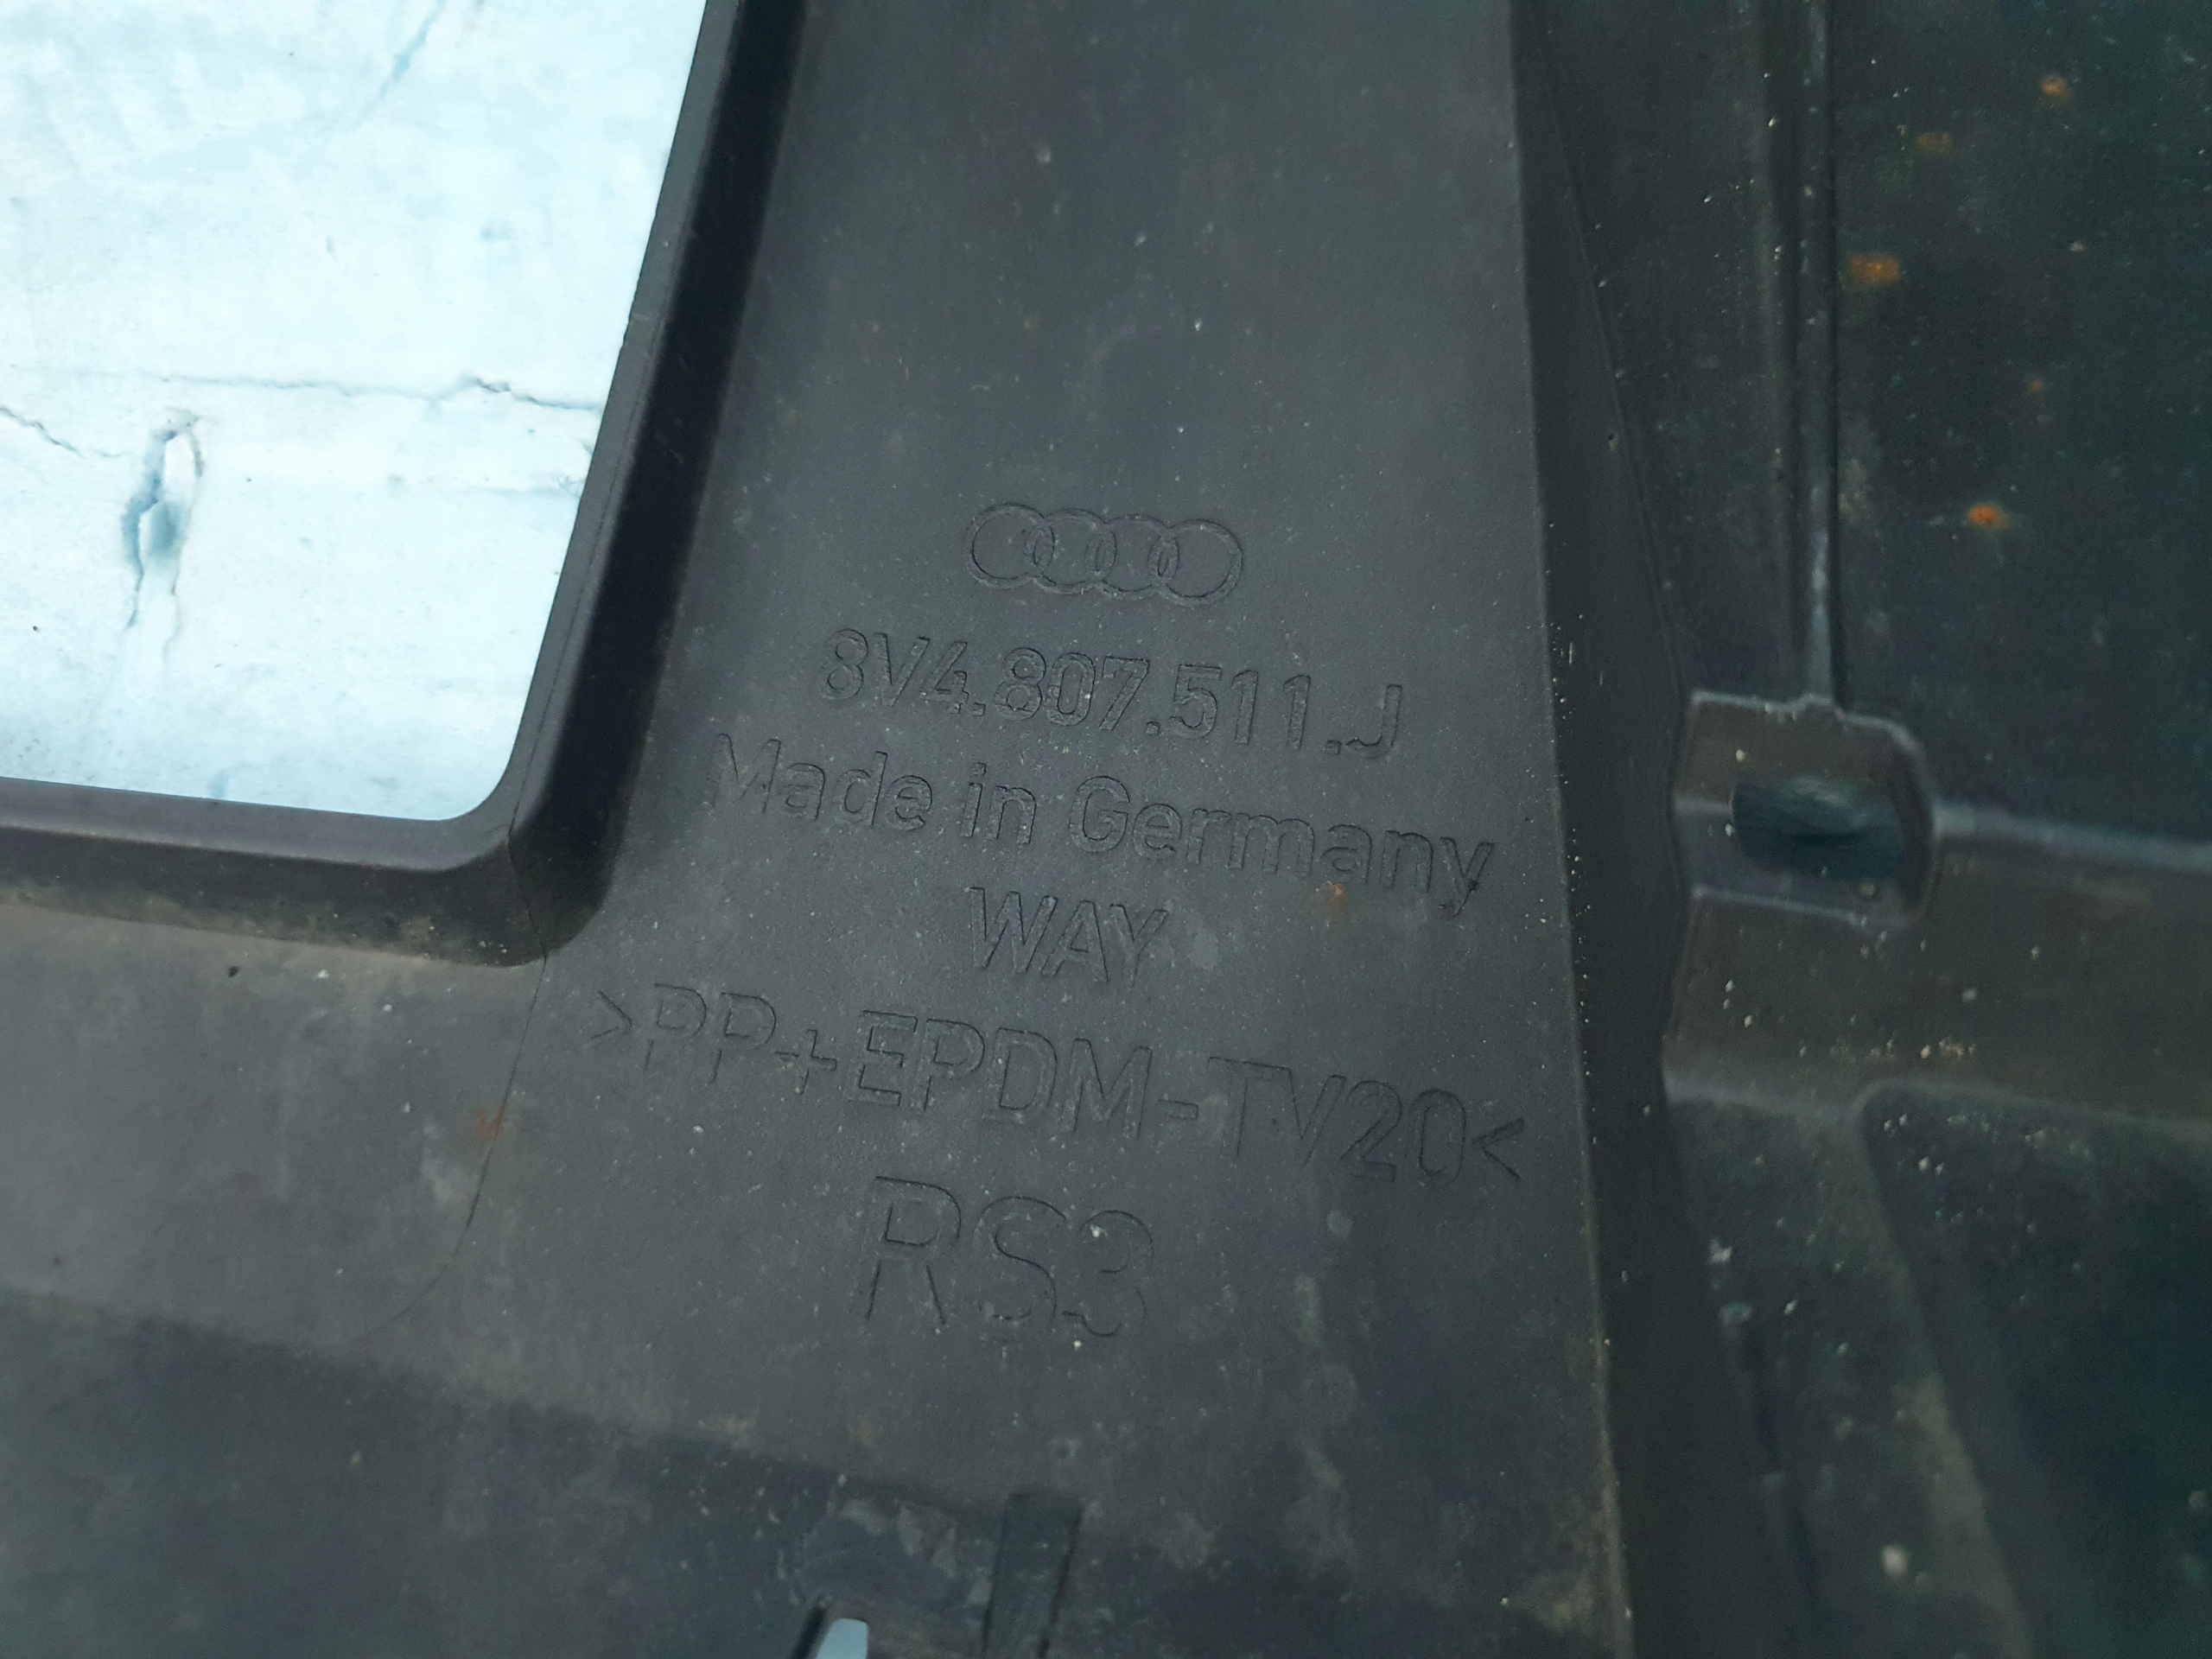 8V4.807.511.J
Made in Germany
WAY
>PP+EPDM-TV20<
RS3